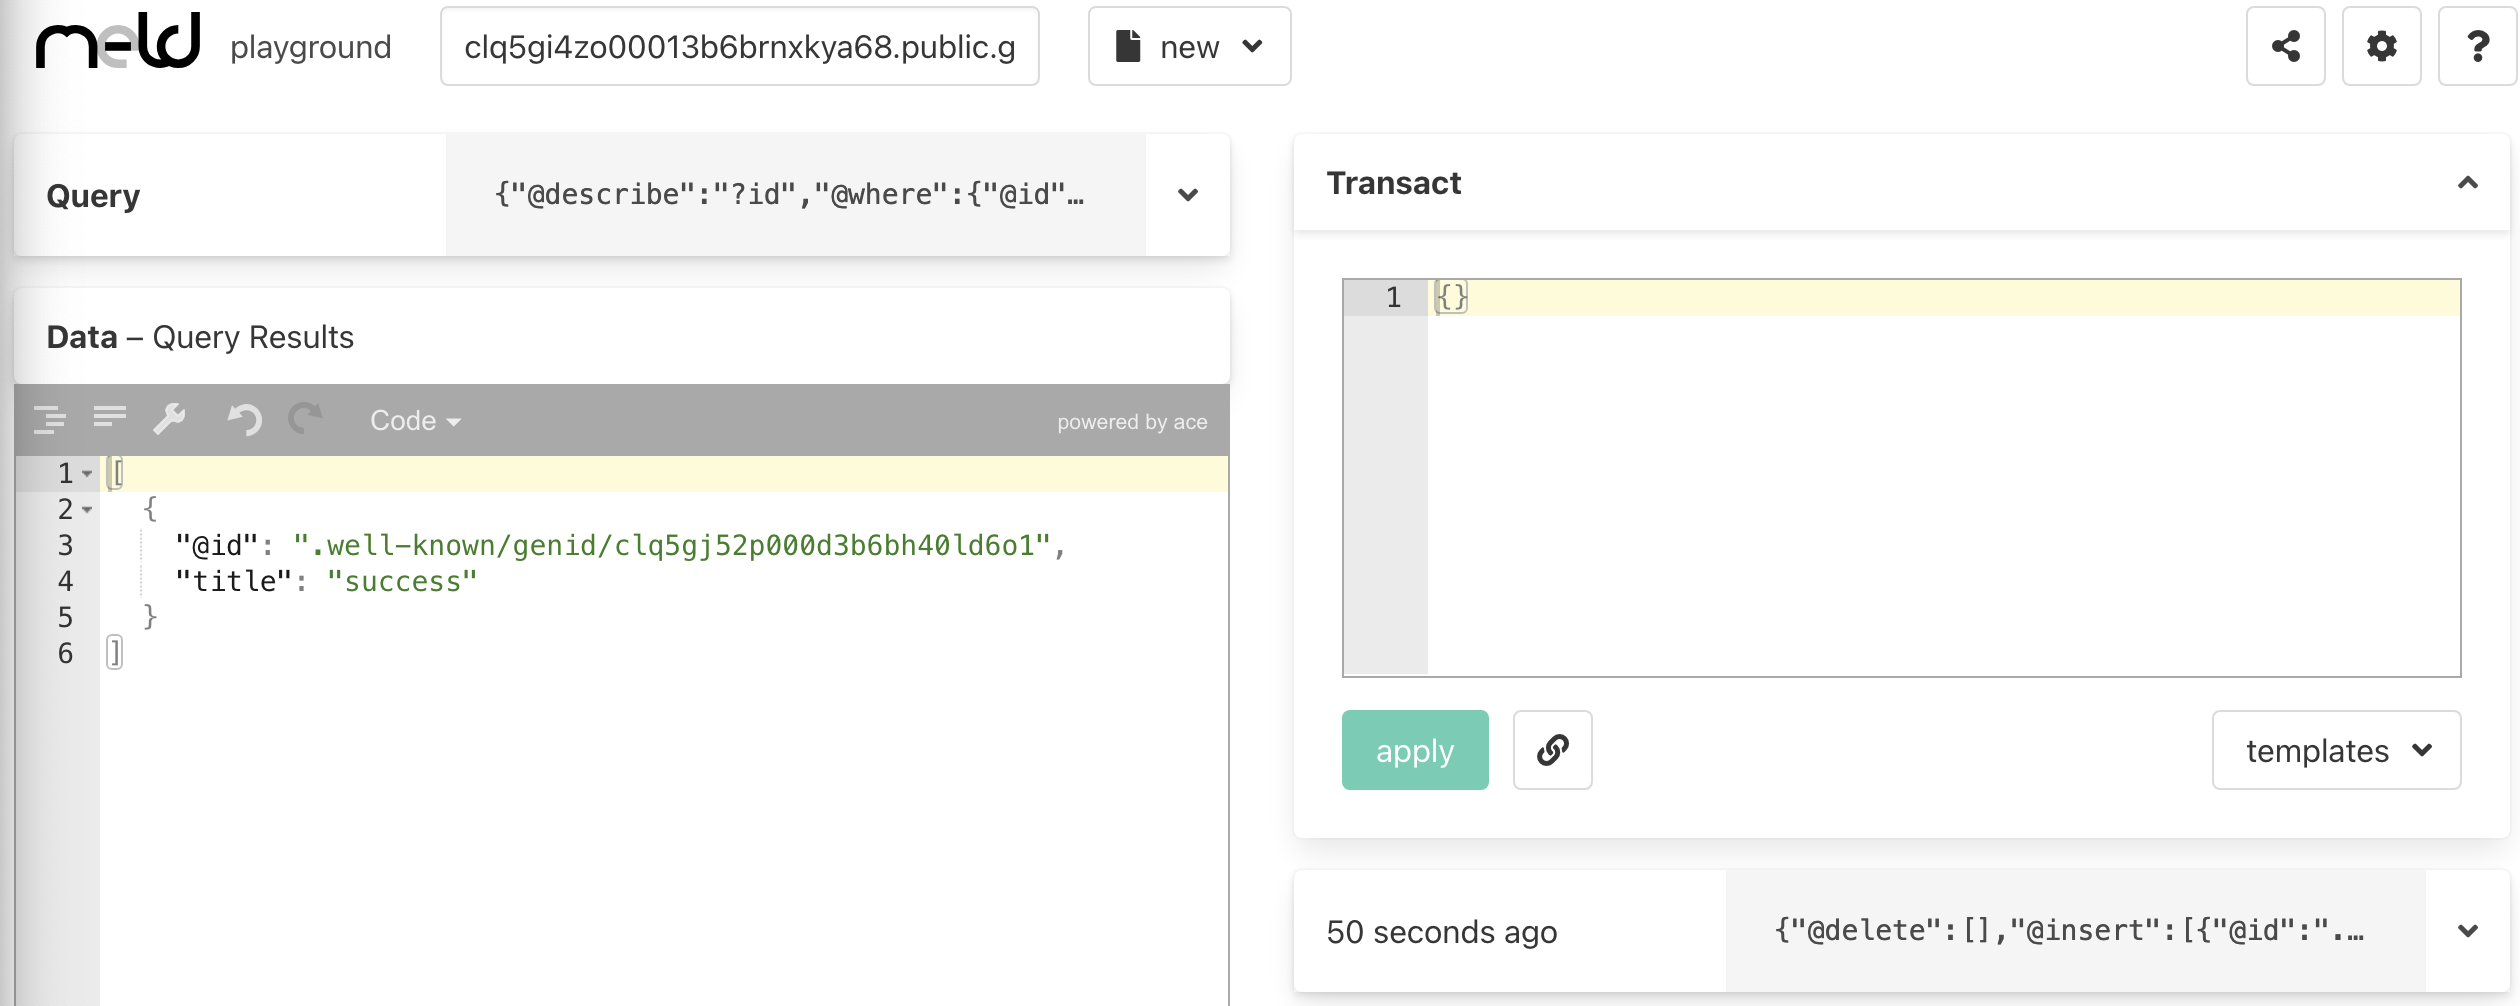 meld playground clq5gi4zo00013b6brnxkya68.public.g new ?
Query {"@describe":"?id","@where":{"@id"…
Data – Query Results
Code powered by ace
1 [
2 {
3 "@id": ".well-known/genid/clq5gj52p000d3b6bh40ld6o1",
4 "title": "success"
5 }
6 ]
Transact
1 {}
apply templates
50 seconds ago {"@delete":[],"@insert":[{"@id":".…